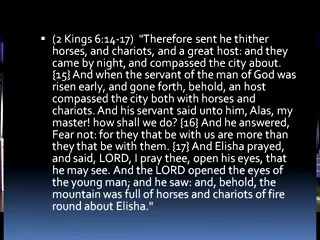 (2 Kings 6:14-17)  "Therefore sent he thither
horses, and chariots, and a great host: and they
came by night, and compassed the city about.
{15} And when the servant of the man of God was
risen early, and gone forth, behold, an host
compassed the city both with horses and
chariots. And his servant said unto him, Alas, my
master! how shall we do? {16} And he answered,
Fear not: for they that be with us are more than
they that be with them. {17} And Elisha prayed,
and said, LORD, I pray thee, open his eyes, that
he may see. And the LORD opened the eyes of
the young man; and he saw: and, behold, the
mountain was full of horses and chariots of fire
round about Elisha."